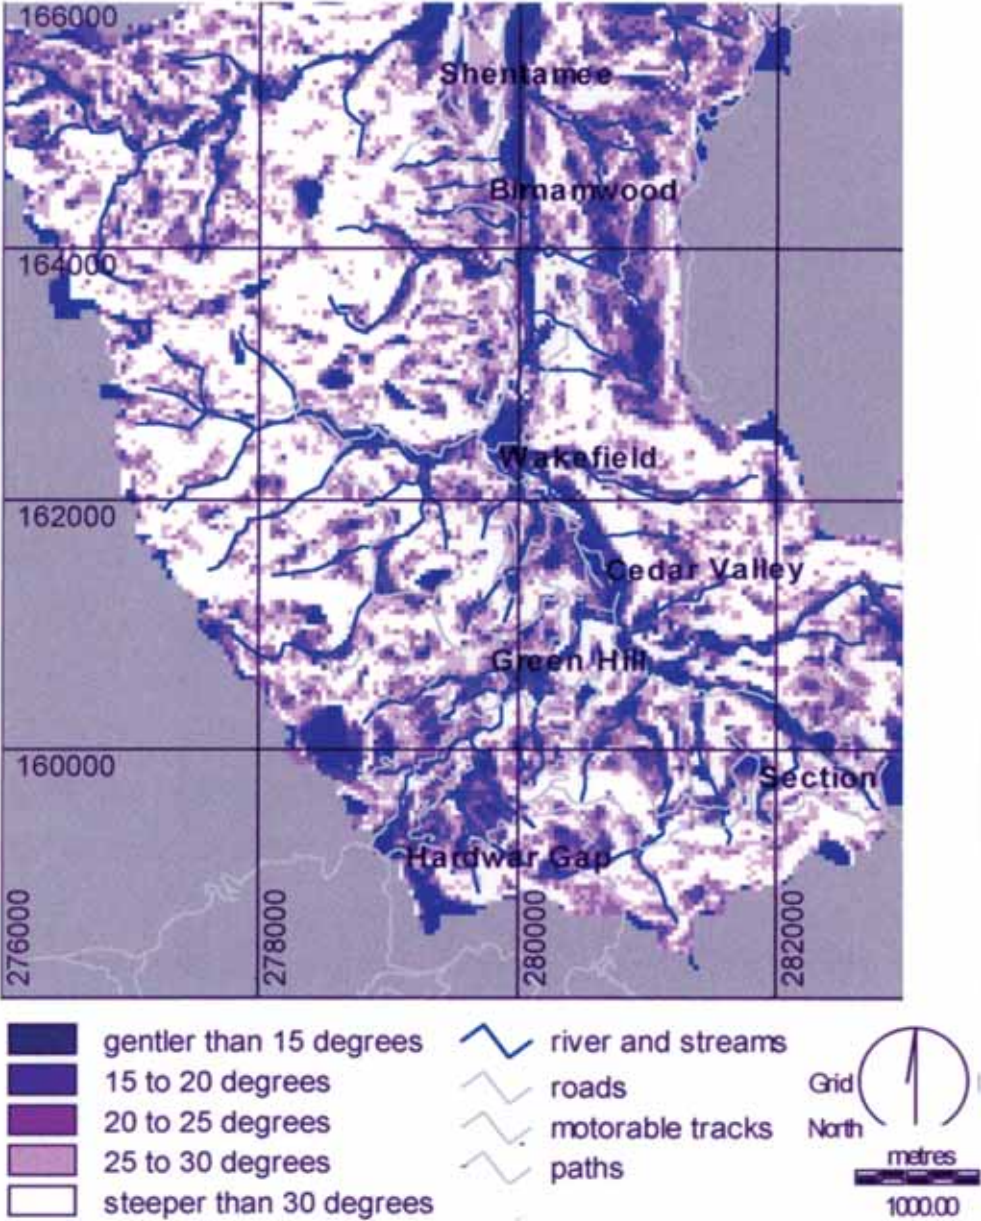 166000
Shentamee
Birnamwood
164000
Wakefield
162000
Cedar Valley
Green Hill
160000
Section
Hardwar Gap
276000
278000
280000
282000
gentler than 15 degrees
15 to 20 degrees
20 to 25 degrees
25 to 30 degrees
steeper than 30 degrees
river and streams
roads
motorable tracks
paths
Grid
North
metres
1000.00